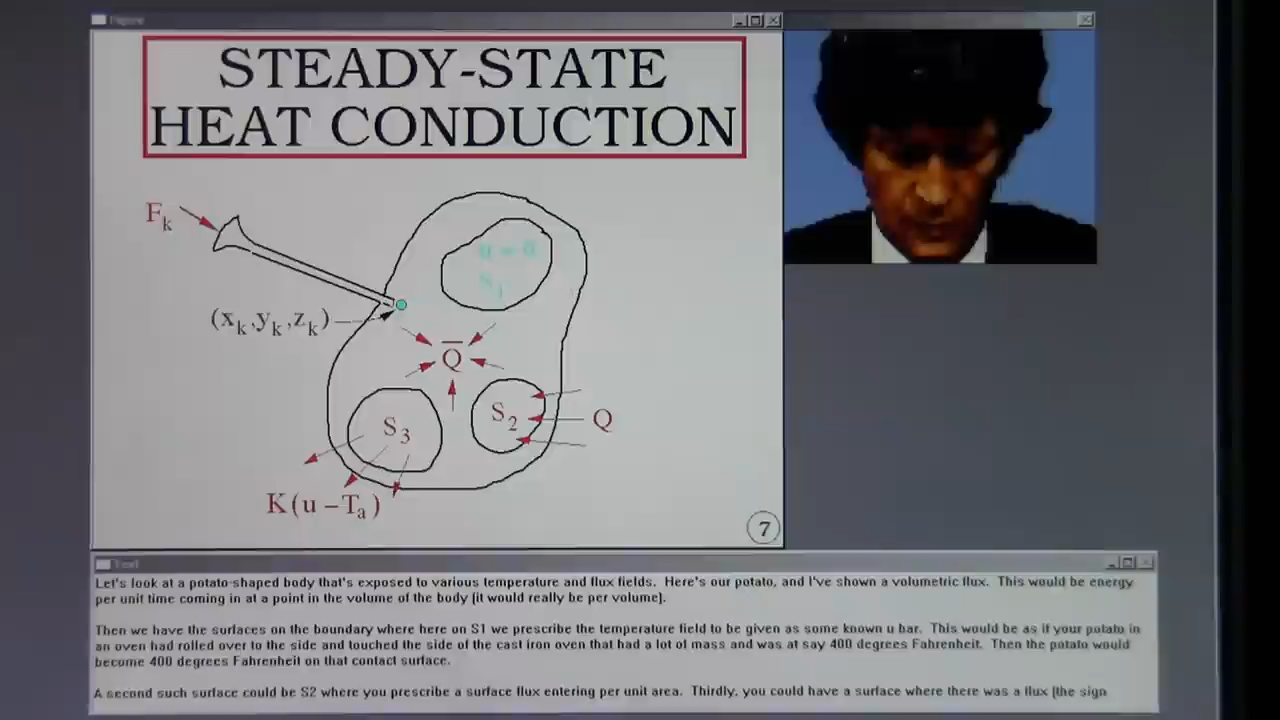 Figure
STEADY-STATE
HEAT CONDUCTION
F_k
u = u
S_1
(x_k,y_k,z_k)
Q̅
S_3
S_2
Q
K(u – T_a)
7
Text
Let's look at a potato-shaped body that's exposed to various temperature and flux fields. Here's our potato, and I've shown a volumetric flux. This would be energy
per unit time coming in at a point in the volume of the body (it would really be per volume).
Then we have the surfaces on the boundary where here on S1 we prescribe the temperature field to be given as some known u bar. This would be as if your potato in
an oven had rolled over to the side and touched the side of the cast iron oven that had a lot of mass and was at say 400 degrees Fahrenheit. Then the potato would
become 400 degrees Fahrenheit on that contact surface.
A second such surface could be S2 where you prescribe a surface flux entering per unit area. Thirdly, you could have a surface where there was a flux (the sign